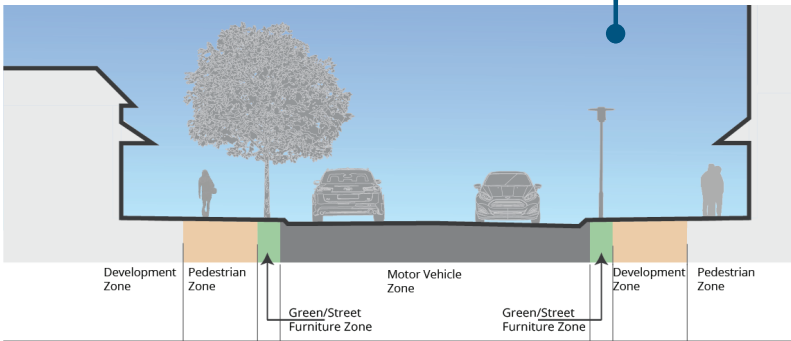 Development
Zone
Pedestrian
Zone
Motor Vehicle
Zone
Development
Zone
Pedestrian
Zone
Green/Street
Furniture Zone
Green/Street
Furniture Zone